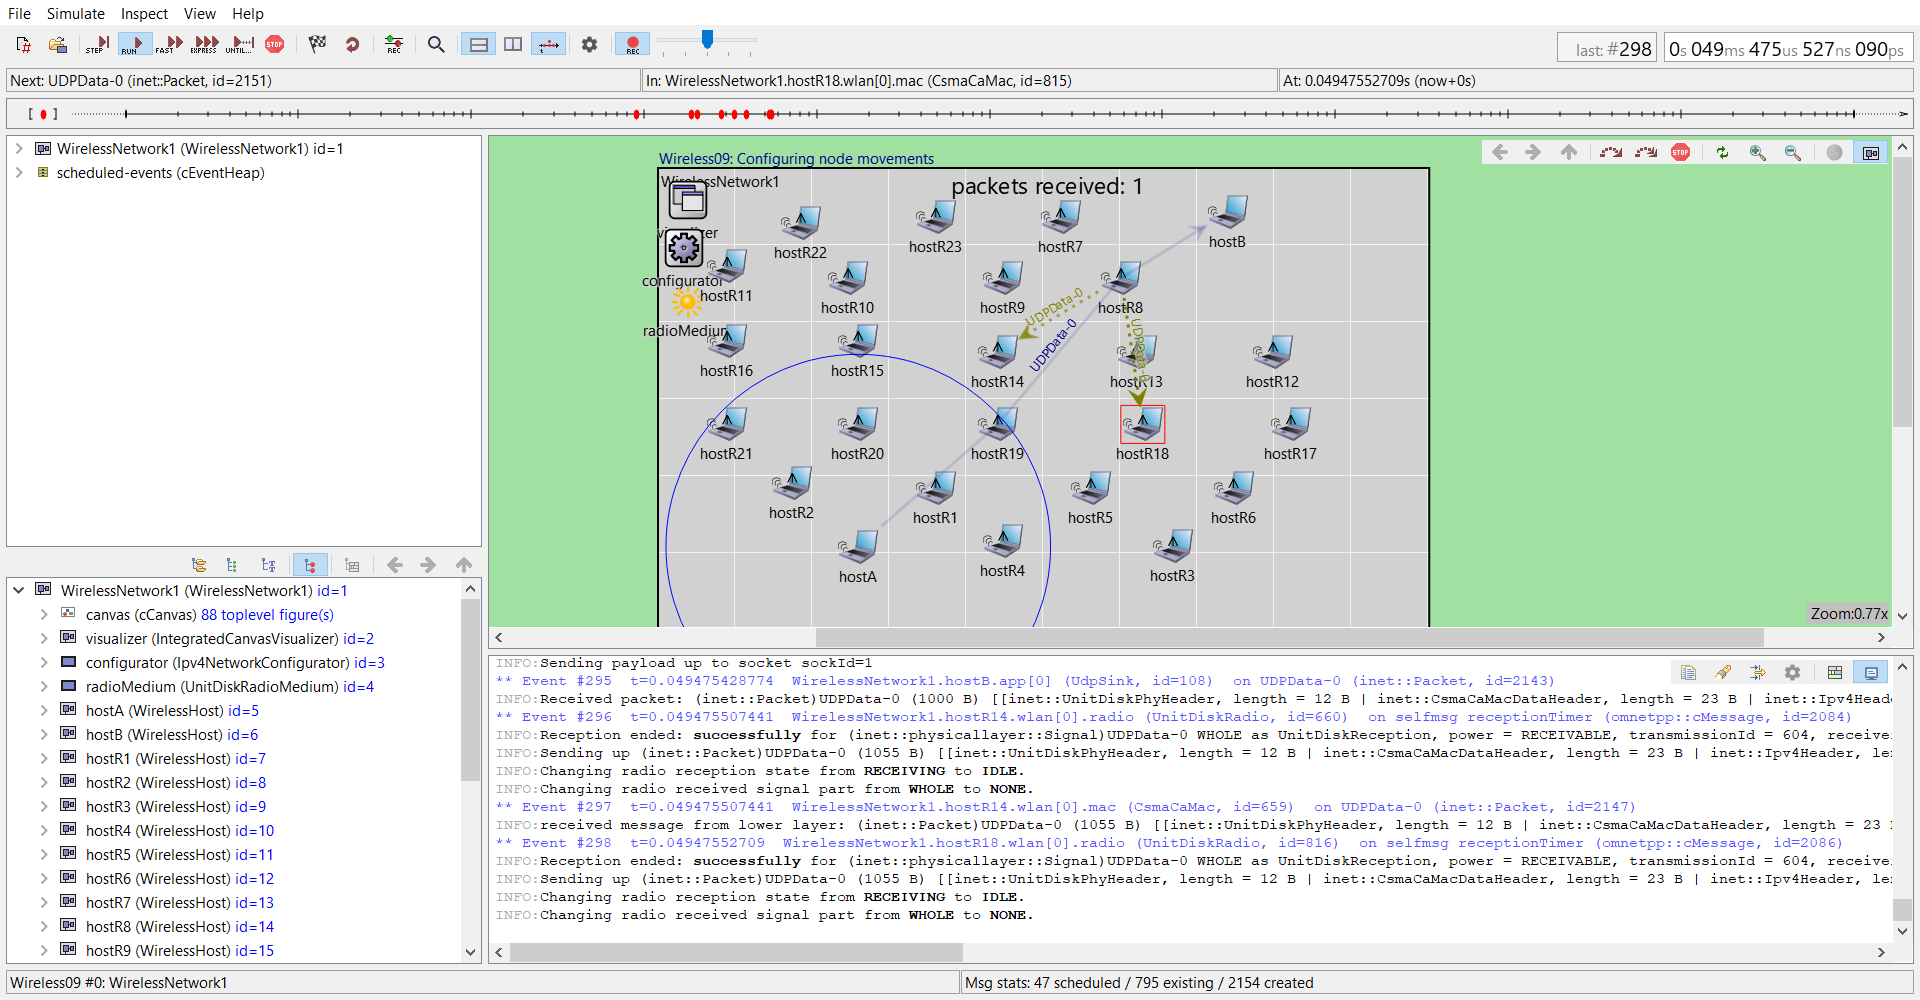 File Simulate Inspect View Help
STEP RUN FAST EXPRESS UNTIL... STOP REC REC
last: #298 0s 049ms 475us 527ns 090ps
Next: UDPData-0 (inet::Packet, id=2151) In: WirelessNetwork1.hostR18.wlan[0].mac (CsmaCaMac, id=815) At: 0.04947552709s (now+0s)
WirelessNetwork1 (WirelessNetwork1) id=1
scheduled-events (cEventHeap)
WirelessNetwork1 (WirelessNetwork1) id=1
canvas (cCanvas) 88 toplevel figure(s)
visualizer (IntegratedCanvasVisualizer) id=2
configurator (Ipv4NetworkConfigurator) id=3
radioMedium (UnitDiskRadioMedium) id=4
hostA (WirelessHost) id=5
hostB (WirelessHost) id=6
hostR1 (WirelessHost) id=7
hostR2 (WirelessHost) id=8
hostR3 (WirelessHost) id=9
hostR4 (WirelessHost) id=10
hostR5 (WirelessHost) id=11
hostR6 (WirelessHost) id=12
hostR7 (WirelessHost) id=13
hostR8 (WirelessHost) id=14
hostR9 (WirelessHost) id=15
Wireless09: Configuring node movements
STOP
WirelessNetwork1
packets received: 1
visualizer
hostR22 hostR23 hostR7 hostB
configurator
hostR11 hostR10 hostR9 hostR8
UDPData-0
UDPData-0
UDPData-0
radioMedium
hostR16 hostR15 hostR14 hostR13 hostR12
hostR21 hostR20 hostR19 hostR18 hostR17
hostR2 hostR1 hostR5 hostR6
hostA hostR4 hostR3
Zoom:0.77x
INFO:Sending payload up to socket sockId=1
** Event #295 t=0.049475428774 WirelessNetwork1.hostB.app[0] (UdpSink, id=108) on UDPData-0 (inet::Packet, id=2143)
INFO:Received packet: (inet::Packet)UDPData-0 (1000 B) [[inet::UnitDiskPhyHeader, length = 12 B | inet::CsmaCaMacDataHeader, length = 23 B | inet::Ipv4Heade
** Event #296 t=0.049475507441 WirelessNetwork1.hostR14.wlan[0].radio (UnitDiskRadio, id=660) on selfmsg receptionTimer (omnetpp::cMessage, id=2084)
INFO:Reception ended: successfully for (inet::physicallayer::Signal)UDPData-0 WHOLE as UnitDiskReception, power = RECEIVABLE, transmissionId = 604, receive
INFO:Sending up (inet::Packet)UDPData-0 (1055 B) [[inet::UnitDiskPhyHeader, length = 12 B | inet::CsmaCaMacDataHeader, length = 23 B | inet::Ipv4Header, le
INFO:Changing radio reception state from RECEIVING to IDLE.
INFO:Changing radio received signal part from WHOLE to NONE.
** Event #297 t=0.049475507441 WirelessNetwork1.hostR14.wlan[0].mac (CsmaCaMac, id=659) on UDPData-0 (inet::Packet, id=2147)
INFO:received message from lower layer: (inet::Packet)UDPData-0 (1055 B) [[inet::UnitDiskPhyHeader, length = 12 B | inet::CsmaCaMacDataHeader, length = 23
** Event #298 t=0.04947552709 WirelessNetwork1.hostR18.wlan[0].radio (UnitDiskRadio, id=816) on selfmsg receptionTimer (omnetpp::cMessage, id=2086)
INFO:Reception ended: successfully for (inet::physicallayer::Signal)UDPData-0 WHOLE as UnitDiskReception, power = RECEIVABLE, transmissionId = 604, receive
INFO:Sending up (inet::Packet)UDPData-0 (1055 B) [[inet::UnitDiskPhyHeader, length = 12 B | inet::CsmaCaMacDataHeader, length = 23 B | inet::Ipv4Header, le
INFO:Changing radio reception state from RECEIVING to IDLE.
INFO:Changing radio received signal part from WHOLE to NONE.
Wireless09 #0: WirelessNetwork1 Msg stats: 47 scheduled / 795 existing / 2154 created